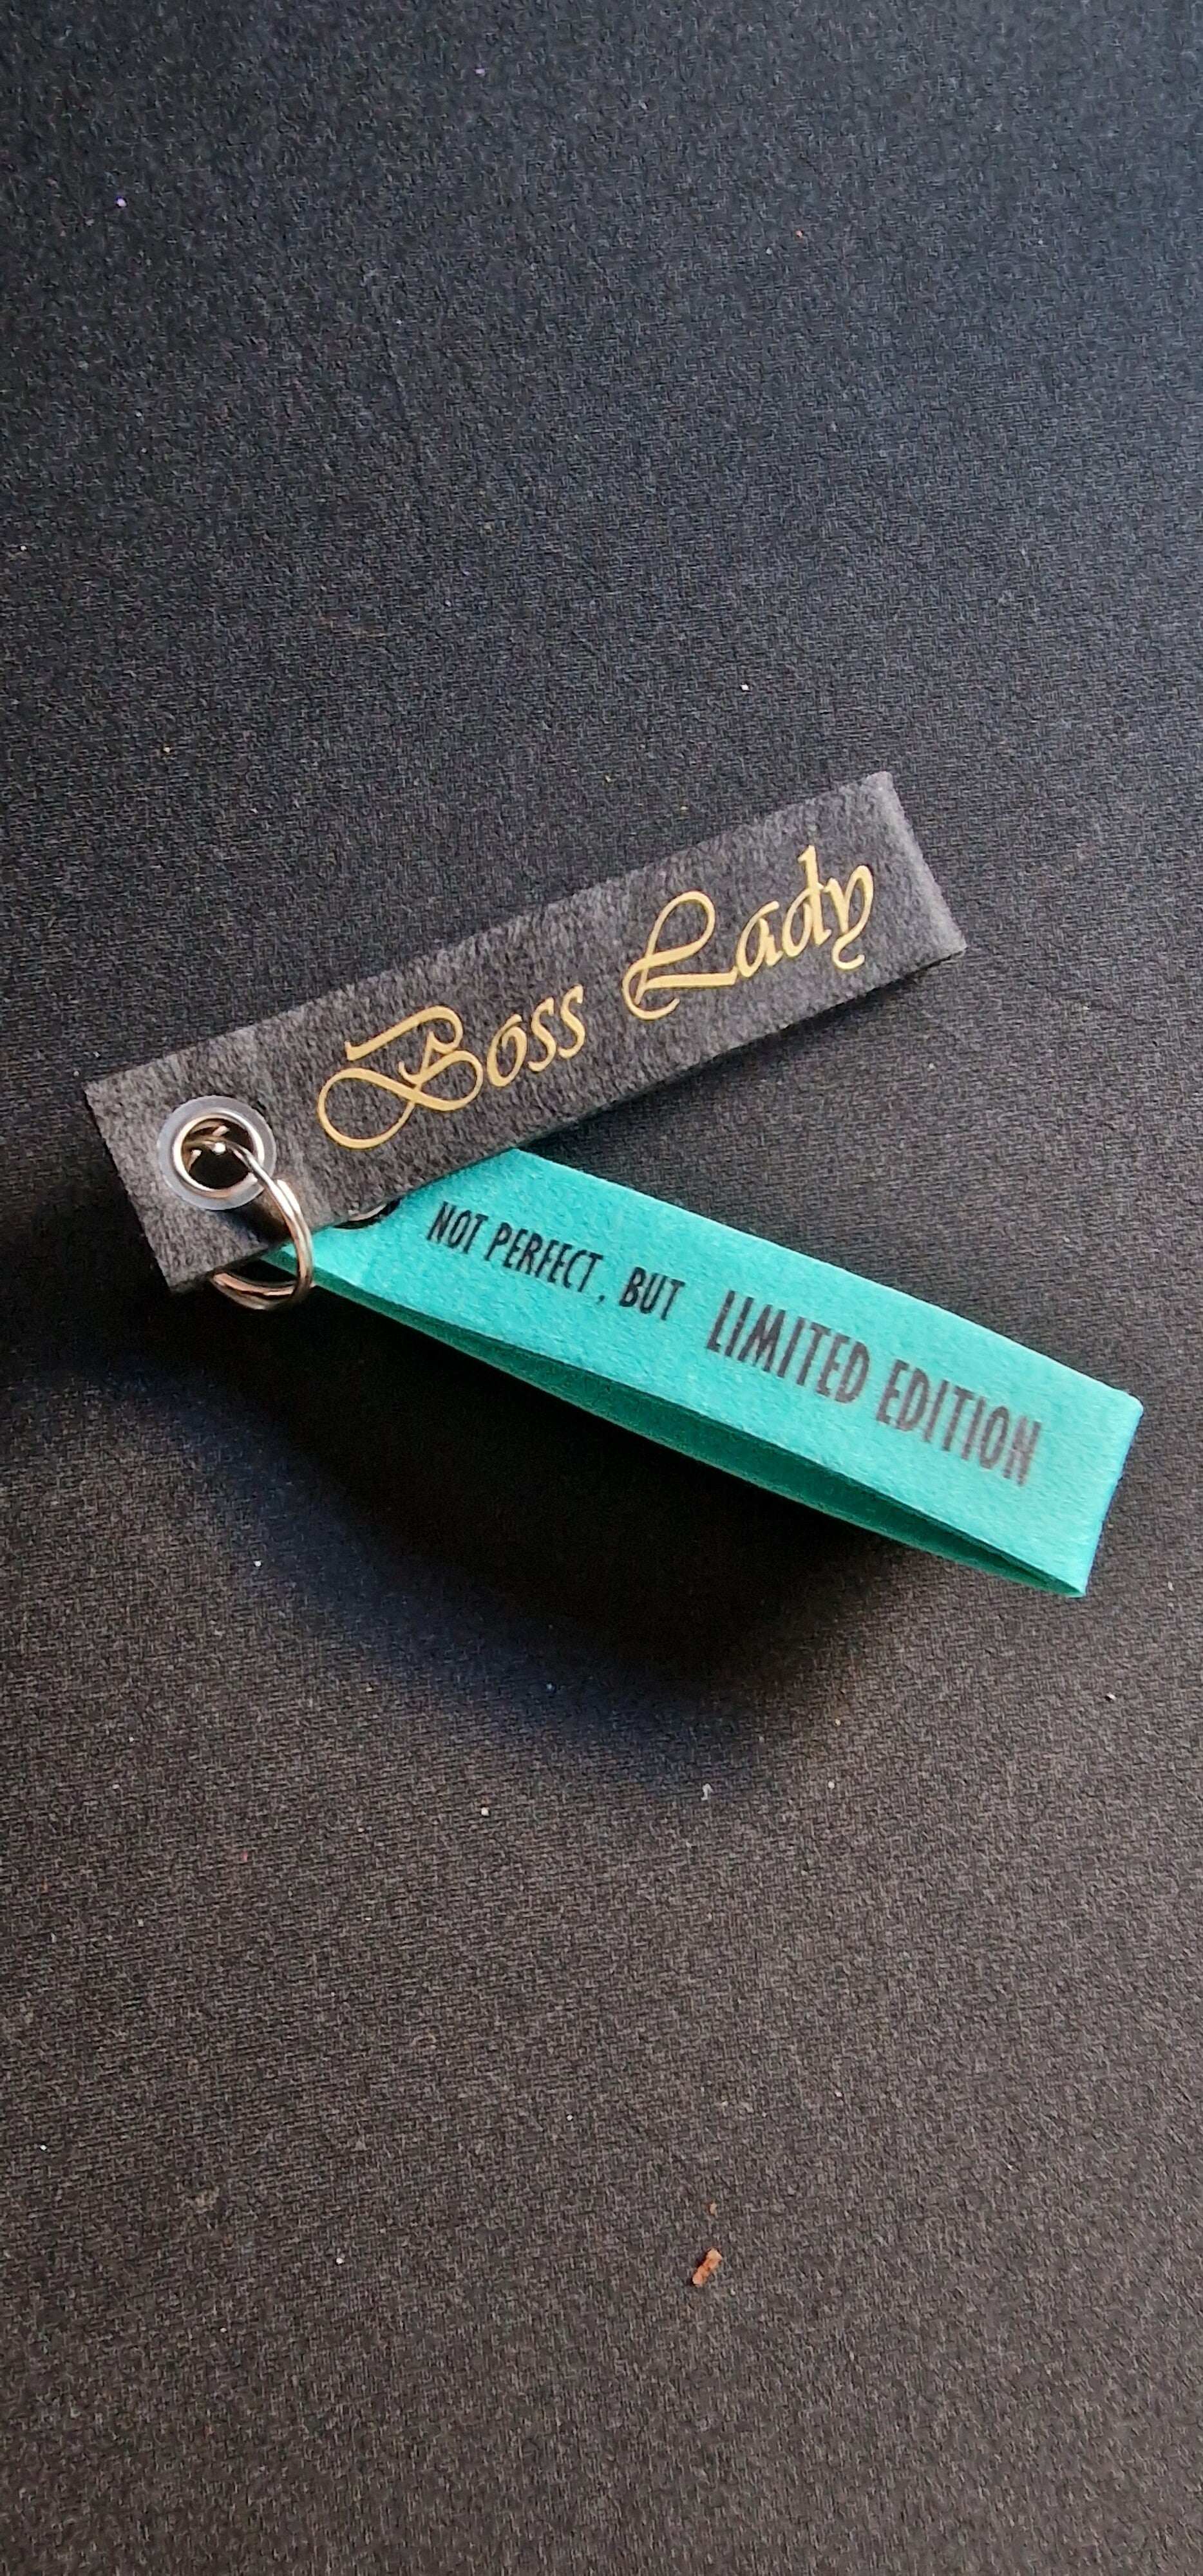 Boss Lady
NOT PERFECT, BUT LIMITED EDITION